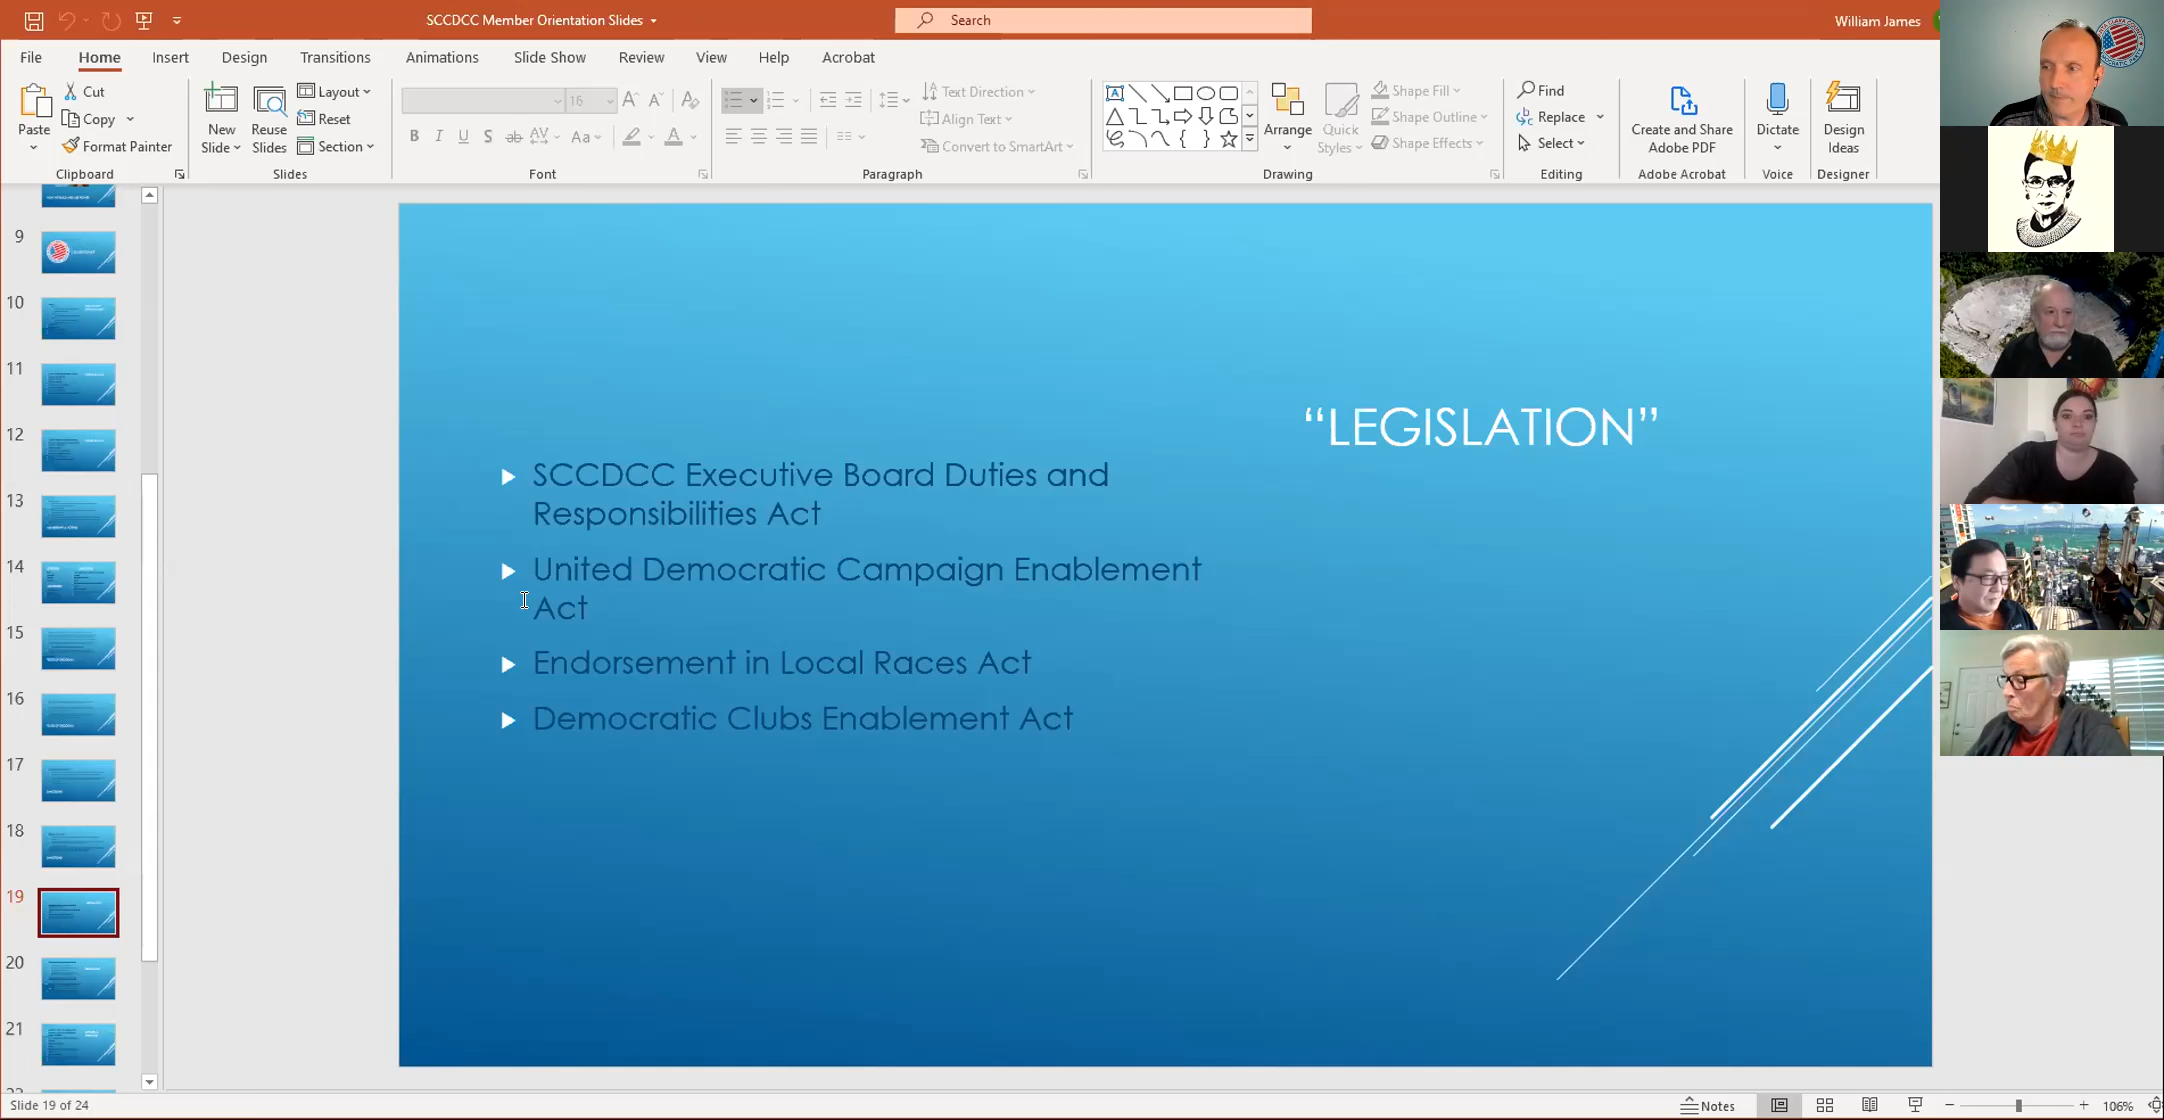 SCCDCC Member Orientation Slides
Search
William James
File Home Insert Design Transitions Animations Slide Show Review View Help Acrobat
Paste
Cut
Copy
Format Painter
Clipboard
New Slide
Reuse Slides
Layout
Reset
Section
Slides
16
Font
Text Direction
Align Text
Convert to SmartArt
Paragraph
Arrange
Quick Styles
Shape Fill
Shape Outline
Shape Effects
Drawing
Find
Replace
Select
Editing
Create and Share Adobe PDF
Adobe Acrobat
Dictate
Voice
Design Ideas
Designer
9
10
11
12
13
14
15
16
17
18
19
20
21
“LEGISLATION”
SCCDCC Executive Board Duties and
Responsibilities Act
United Democratic Campaign Enablement
Act
Endorsement in Local Races Act
Democratic Clubs Enablement Act
Slide 19 of 24
Notes
106%